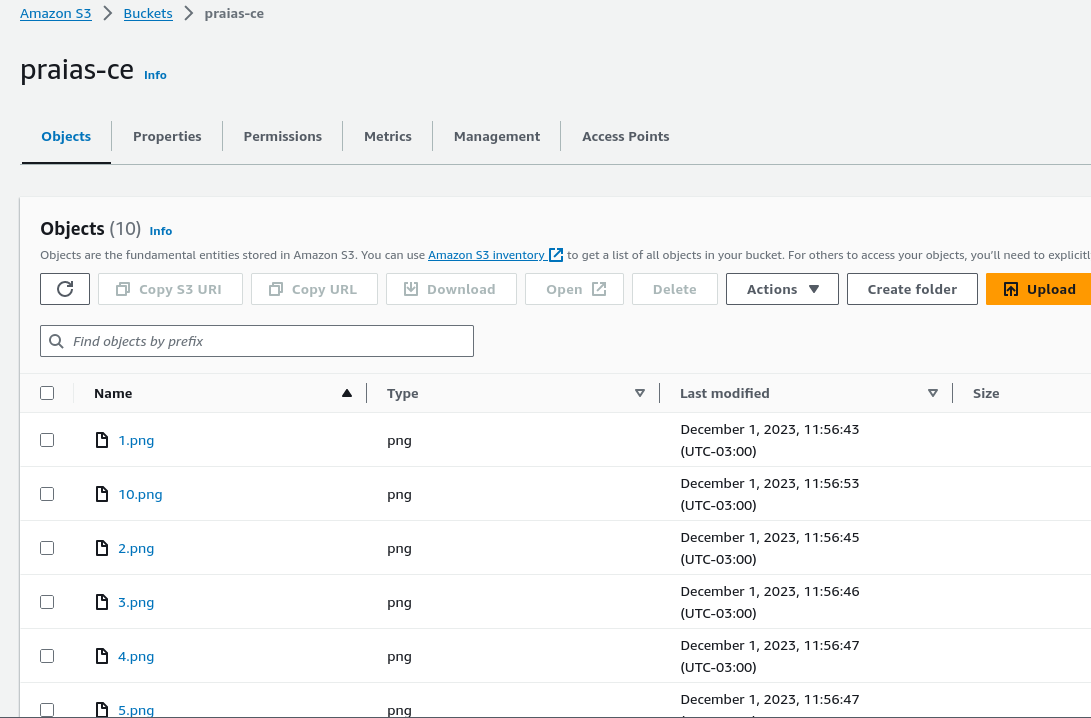 Amazon S3 > Buckets > praias-ce
praias-ce Info
Objects Properties Permissions Metrics Management Access Points
Objects (10) Info
Objects are the fundamental entities stored in Amazon S3. You can use Amazon S3 inventory to get a list of all objects in your bucket. For others to access your objects, you'll need to
Copy S3 URI Copy URL Download Open Delete Actions Create folder Upload
Find objects by prefix
Name Type Last modified Size
1.png png December 1, 2023, 11:56:43
(UTC-03:00)
10.png png December 1, 2023, 11:56:53
(UTC-03:00)
2.png png December 1, 2023, 11:56:45
(UTC-03:00)
3.png png December 1, 2023, 11:56:46
(UTC-03:00)
4.png png December 1, 2023, 11:56:47
(UTC-03:00)
5.png png December 1, 2023, 11:56:47